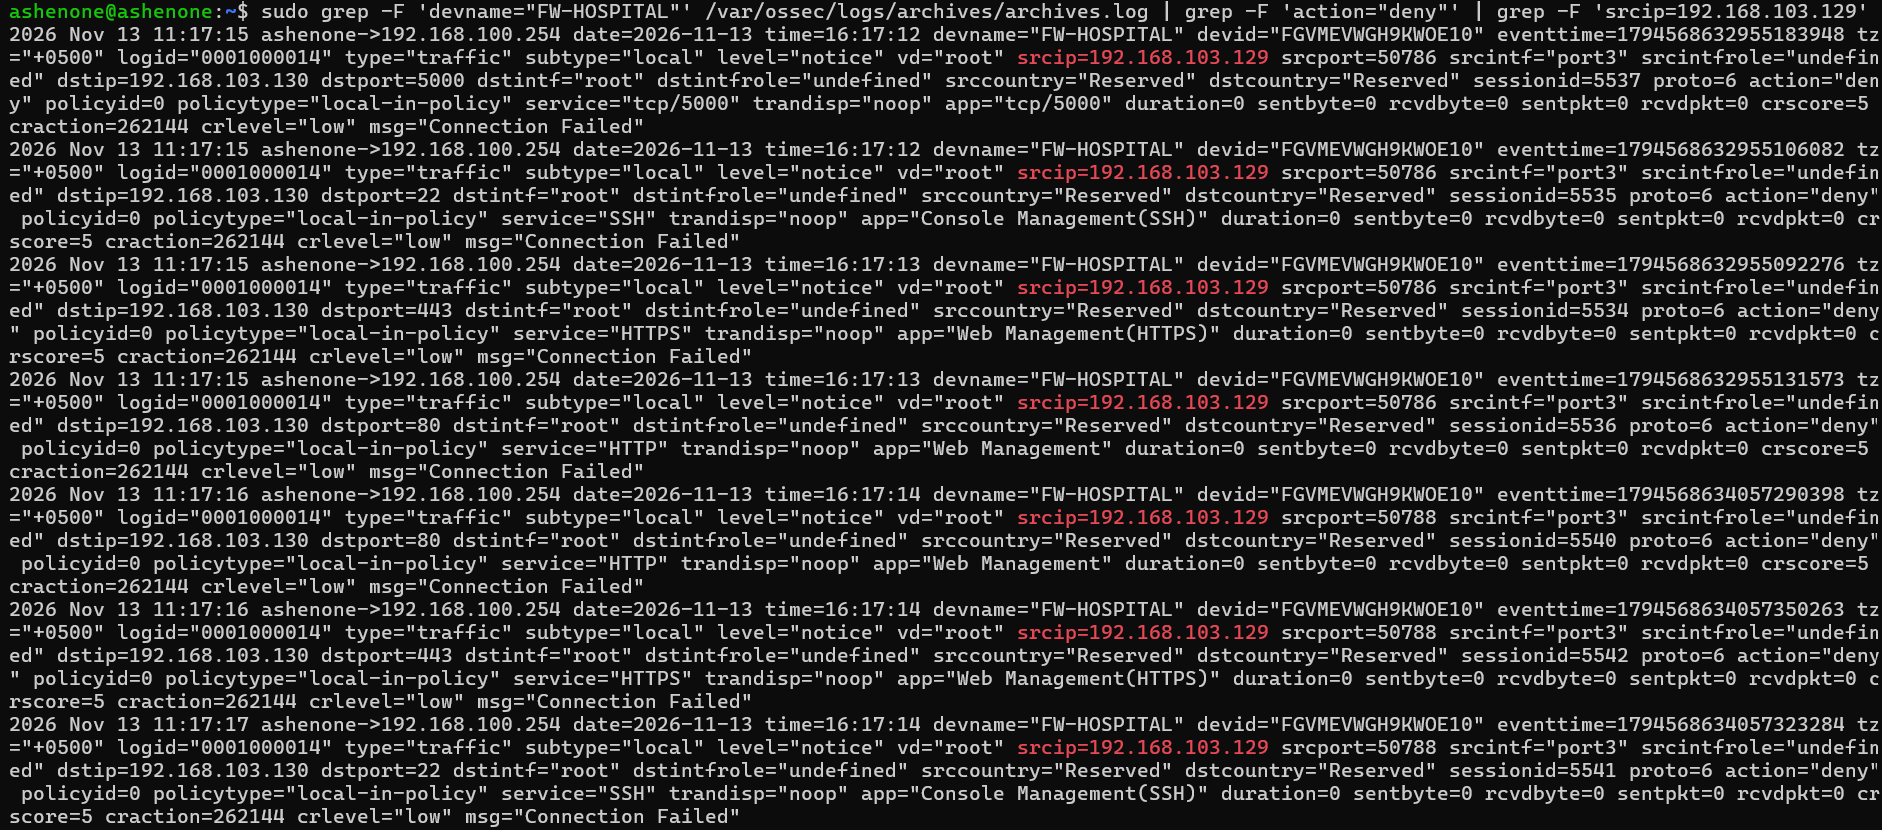 ashenone@ashenone:~$ sudo grep -F 'devname="FW-HOSPITAL"' /var/ossec/logs/archives/archives.log | grep -F 'action="deny"' | grep -F 'srcip=192.168.103.129'
2026 Nov 13 11:17:15 ashenone->192.168.100.254 date=2026-11-13 time=16:17:12 devname="FW-HOSPITAL" devid="FGVMEVWGH9KWOE10" eventtime=1794568632955183948 tz
="+0500" logid="0001000014" type="traffic" subtype="local" level="notice" vd="root" srcip=192.168.103.129 srcport=50786 srcintf="port3" srcintfrole="undefin
ed" dstip=192.168.103.130 dstport=5000 dstintf="root" dstintfrole="undefined" srccountry="Reserved" dstcountry="Reserved" sessionid=5537 proto=6 action="den
y" policyid=0 policytype="local-in-policy" service="tcp/5000" trandisp="noop" app="tcp/5000" duration=0 sentbyte=0 rcvdbyte=0 sentpkt=0 rcvdpkt=0 crscore=5
craction=262144 crlevel="low" msg="Connection Failed"
2026 Nov 13 11:17:15 ashenone->192.168.100.254 date=2026-11-13 time=16:17:12 devname="FW-HOSPITAL" devid="FGVMEVWGH9KWOE10" eventtime=1794568632955106082 tz
="+0500" logid="0001000014" type="traffic" subtype="local" level="notice" vd="root" srcip=192.168.103.129 srcport=50786 srcintf="port3" srcintfrole="undefin
ed" dstip=192.168.103.130 dstport=22 dstintf="root" dstintfrole="undefined" srccountry="Reserved" dstcountry="Reserved" sessionid=5535 proto=6 action="deny"
 policyid=0 policytype="local-in-policy" service="SSH" trandisp="noop" app="Console Management(SSH)" duration=0 sentbyte=0 rcvdbyte=0 sentpkt=0 rcvdpkt=0 cr
score=5 craction=262144 crlevel="low" msg="Connection Failed"
2026 Nov 13 11:17:15 ashenone->192.168.100.254 date=2026-11-13 time=16:17:13 devname="FW-HOSPITAL" devid="FGVMEVWGH9KWOE10" eventtime=1794568632955092276 tz
="+0500" logid="0001000014" type="traffic" subtype="local" level="notice" vd="root" srcip=192.168.103.129 srcport=50786 srcintf="port3" srcintfrole="undefin
ed" dstip=192.168.103.130 dstport=443 dstintf="root" dstintfrole="undefined" srccountry="Reserved" dstcountry="Reserved" sessionid=5534 proto=6 action="deny
" policyid=0 policytype="local-in-policy" service="HTTPS" trandisp="noop" app="Web Management(HTTPS)" duration=0 sentbyte=0 rcvdbyte=0 sentpkt=0 rcvdpkt=0 c
rscore=5 craction=262144 crlevel="low" msg="Connection Failed"
2026 Nov 13 11:17:15 ashenone->192.168.100.254 date=2026-11-13 time=16:17:13 devname="FW-HOSPITAL" devid="FGVMEVWGH9KWOE10" eventtime=1794568632955131573 tz
="+0500" logid="0001000014" type="traffic" subtype="local" level="notice" vd="root" srcip=192.168.103.129 srcport=50786 srcintf="port3" srcintfrole="undefin
ed" dstip=192.168.103.130 dstport=80 dstintf="root" dstintfrole="undefined" srccountry="Reserved" dstcountry="Reserved" sessionid=5536 proto=6 action="deny"
 policyid=0 policytype="local-in-policy" service="HTTP" trandisp="noop" app="Web Management" duration=0 sentbyte=0 rcvdbyte=0 sentpkt=0 rcvdpkt=0 crscore=5
craction=262144 crlevel="low" msg="Connection Failed"
2026 Nov 13 11:17:16 ashenone->192.168.100.254 date=2026-11-13 time=16:17:14 devname="FW-HOSPITAL" devid="FGVMEVWGH9KWOE10" eventtime=1794568634057290398 tz
="+0500" logid="0001000014" type="traffic" subtype="local" level="notice" vd="root" srcip=192.168.103.129 srcport=50788 srcintf="port3" srcintfrole="undefin
ed" dstip=192.168.103.130 dstport=80 dstintf="root" dstintfrole="undefined" srccountry="Reserved" dstcountry="Reserved" sessionid=5540 proto=6 action="deny"
 policyid=0 policytype="local-in-policy" service="HTTP" trandisp="noop" app="Web Management" duration=0 sentbyte=0 rcvdbyte=0 sentpkt=0 rcvdpkt=0 crscore=5
craction=262144 crlevel="low" msg="Connection Failed"
2026 Nov 13 11:17:16 ashenone->192.168.100.254 date=2026-11-13 time=16:17:14 devname="FW-HOSPITAL" devid="FGVMEVWGH9KWOE10" eventtime=1794568634057350263 tz
="+0500" logid="0001000014" type="traffic" subtype="local" level="notice" vd="root" srcip=192.168.103.129 srcport=50788 srcintf="port3" srcintfrole="undefin
ed" dstip=192.168.103.130 dstport=443 dstintf="root" dstintfrole="undefined" srccountry="Reserved" dstcountry="Reserved" sessionid=5542 proto=6 action="deny
" policyid=0 policytype="local-in-policy" service="HTTPS" trandisp="noop" app="Web Management(HTTPS)" duration=0 sentbyte=0 rcvdbyte=0 sentpkt=0 rcvdpkt=0 c
rscore=5 craction=262144 crlevel="low" msg="Connection Failed"
2026 Nov 13 11:17:17 ashenone->192.168.100.254 date=2026-11-13 time=16:17:14 devname="FW-HOSPITAL" devid="FGVMEVWGH9KWOE10" eventtime=1794568634057323284 tz
="+0500" logid="0001000014" type="traffic" subtype="local" level="notice" vd="root" srcip=192.168.103.129 srcport=50788 srcintf="port3" srcintfrole="undefin
ed" dstip=192.168.103.130 dstport=22 dstintf="root" dstintfrole="undefined" srccountry="Reserved" dstcountry="Reserved" sessionid=5541 proto=6 action="deny"
 policyid=0 policytype="local-in-policy" service="SSH" trandisp="noop" app="Console Management(SSH)" duration=0 sentbyte=0 rcvdbyte=0 sentpkt=0 rcvdpkt=0 cr
score=5 craction=262144 crlevel="low" msg="Connection Failed"